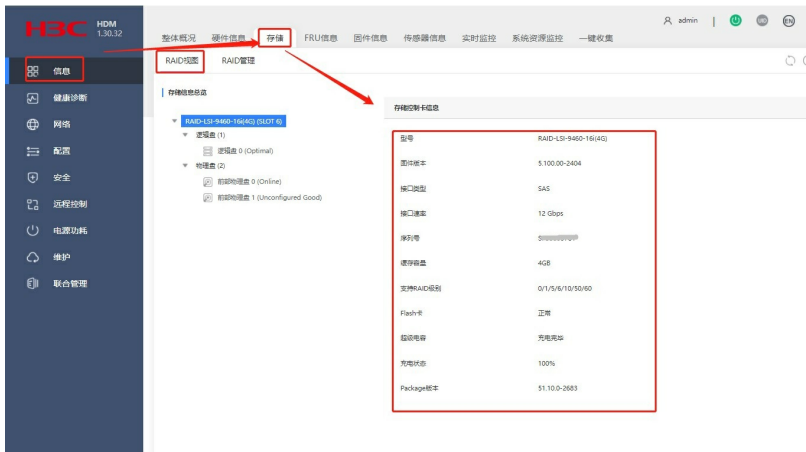 H3C HDM
1.30.32
admin | EN
整体概况 硬件信息 存储 FRU信息 固件信息 传感器信息 实时监控 系统资源监控 一键收集
RAID视图 RAID管理
信息
健康诊断
网络
配置
安全
远程控制
电源功耗
维护
联合管理
存储信息总览
RAID-LSI-9460-16i(4G) (SLOT 6)
逻辑盘 (1)
逻辑盘 0 (Optimal)
物理盘 (2)
前部物理盘 0 (Online)
前部物理盘 1 (Unconfigured Good)
存储控制卡信息
型号 RAID-LSI-9460-16i(4G)
固件版本 5.100.00-2404
接口类型 SAS
接口速率 12 Gbps
序列号
缓存容量 4GB
支持RAID级别 0/1/5/6/10/50/60
Flash卡 正常
超级电容 充电完毕
充电状态 100%
Package版本 51.10.0-2683